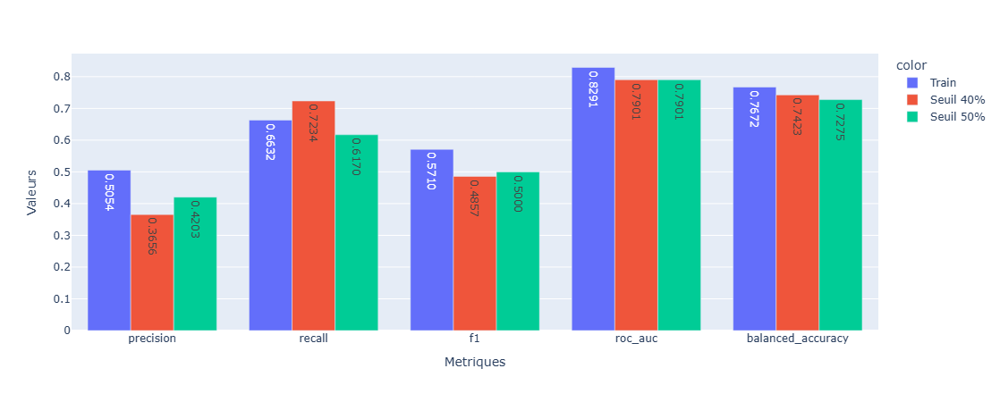 Valeurs
0.8
0.7
0.6
0.5
0.4
0.3
0.2
0.1
0
0.5054
0.3656
0.4203
0.6632
0.7234
0.6170
0.5710
0.4857
0.5000
0.8291
0.7901
0.7901
0.7672
0.7423
0.7275
precision
recall
f1
roc_auc
balanced_accuracy
Metriques
color
Train
Seuil 40%
Seuil 50%